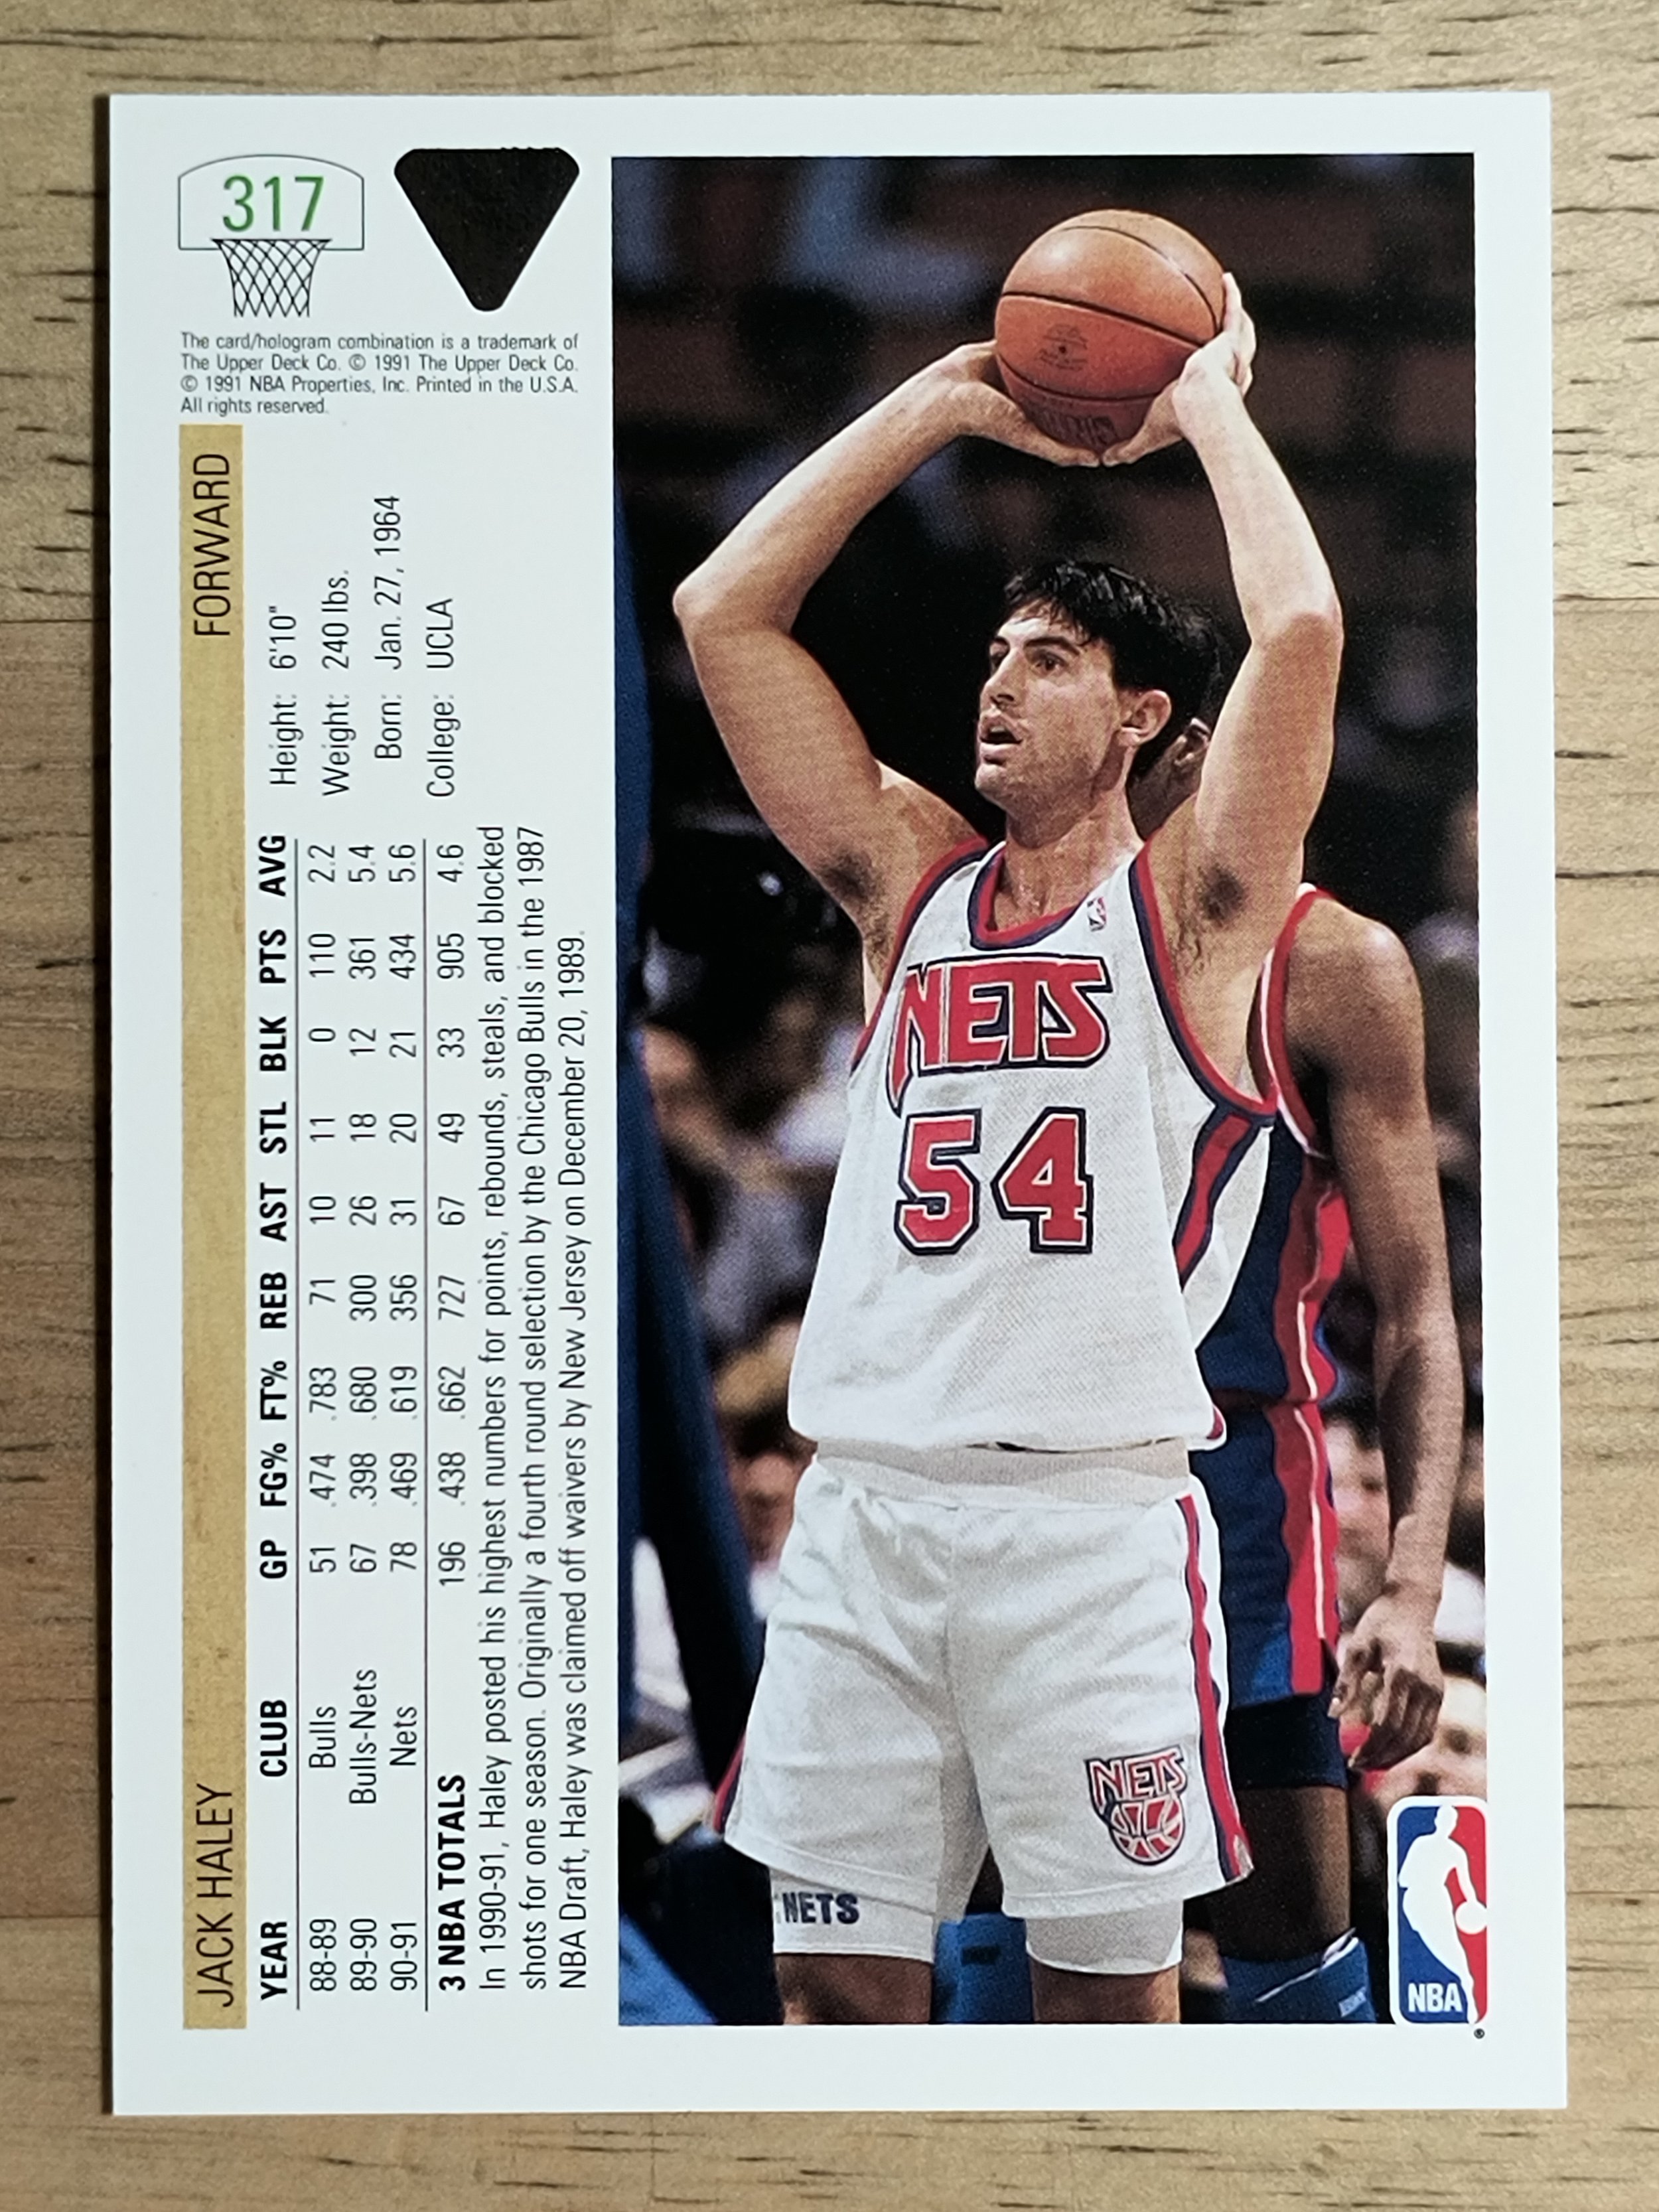 317
The card/hologram combination is a trademark of
The Upper Deck Co. © 1991 The Upper Deck Co.
© 1991 NBA Properties, Inc. Printed in the U.S.A.
All rights reserved.
JACK HALEY FORWARD
YEAR CLUB GP FG% FT% REB AST STL BLK PTS AVG
88-89 Bulls 51 .474 .783 71 10 11 0 110 2.2
89-90 Bulls-Nets 67 .398 .680 300 26 18 12 361 5.4
90-91 Nets 78 .469 .619 356 31 20 21 434 5.6
3 NBA TOTALS 196 .438 .662 727 67 49 33 905 4.6
Height: 6'10"
Weight: 240 lbs.
Born: Jan. 27, 1964
College: UCLA
In 1990-91, Haley posted his highest numbers for points, rebounds, steals, and blocked
shots for one season. Originally a fourth round selection by the Chicago Bulls in the 1987
NBA Draft, Haley was claimed off waivers by New Jersey on December 20, 1989.
NETS
54
NETS
NETS
NBA
®